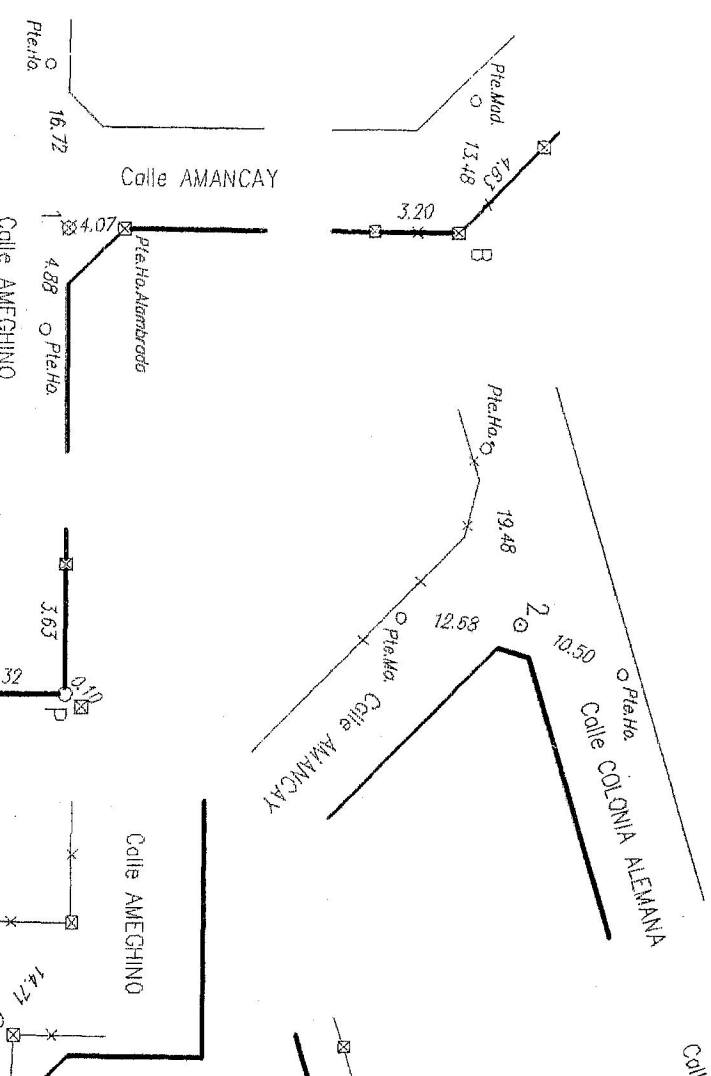 Pte.Ho.
16.72
Calle AMANCAY
Pte.Mad.
13.48
4.63
3.20
B
1
4.07
Pte.Ho.Alambrado
4.88
Pte.Ho.
Calle AMEGHINO
Pte.Ho.
19.48
2
12.58
10.50
Pte.Ma.
Pte.Ho.
Calle AMANCAY
Calle COLONIA ALEMANA
3.63
0.10
P
32
Calle AMEGHINO
14.71